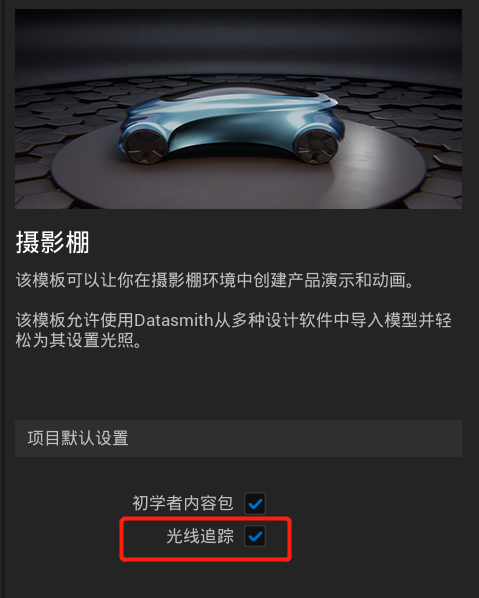 摄影棚
该模板可以让你在摄影棚环境中创建产品演示和动画。
该模板允许使用Datasmith从多种设计软件中导入模型并轻
松为其设置光照。
项目默认设置
初学者内容包
光线追踪